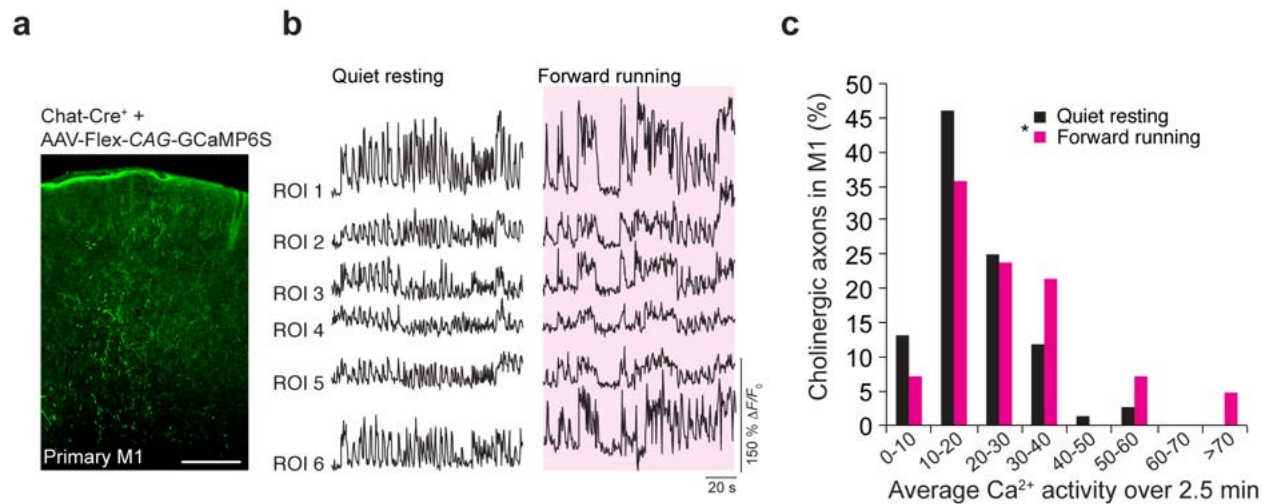 a
b
c
Chat-Cre⁺ +
AAV-Flex-CAG-GCaMP6S
Primary M1
Quiet resting
Forward running
ROI 1
ROI 2
ROI 3
ROI 4
ROI 5
ROI 6
150 % ΔF/F₀
20 s
Cholinergic axons in M1 (%)
50
45
40
35
30
25
20
15
10
5
0
Quiet resting
* Forward running
0-10
10-20
20-30
30-40
40-50
50-60
60-70
>70
Average Ca²⁺ activity over 2.5 min